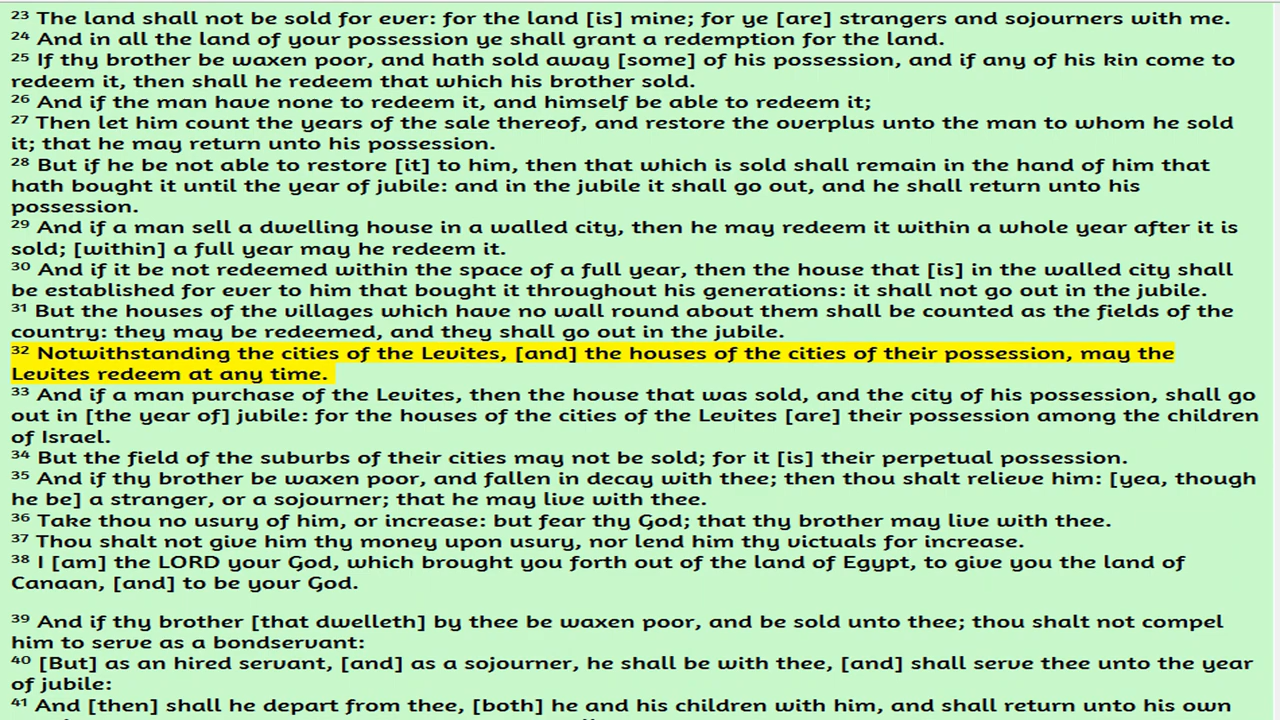 23 The land shall not be sold for ever: for the land [is] mine; for ye [are] strangers and sojourners with me.
24 And in all the land of your possession ye shall grant a redemption for the land.
25 If thy brother be waxen poor, and hath sold away [some] of his possession, and if any of his kin come to
redeem it, then shall he redeem that which his brother sold.
26 And if the man have none to redeem it, and himself be able to redeem it;
27 Then let him count the years of the sale thereof, and restore the overplus unto the man to whom he sold
it; that he may return unto his possession.
28 But if he be not able to restore [it] to him, then that which is sold shall remain in the hand of him that
hath bought it until the year of jubile: and in the jubile it shall go out, and he shall return unto his
possession.
29 And if a man sell a dwelling house in a walled city, then he may redeem it within a whole year after it is
sold; [within] a full year may he redeem it.
30 And if it be not redeemed within the space of a full year, then the house that [is] in the walled city shall
be established for ever to him that bought it throughout his generations: it shall not go out in the jubile.
31 But the houses of the villages which have no wall round about them shall be counted as the fields of the
country: they may be redeemed, and they shall go out in the jubile.
32 Notwithstanding the cities of the Levites, [and] the houses of the cities of their possession, may the
Levites redeem at any time.
33 And if a man purchase of the Levites, then the house that was sold, and the city of his possession, shall go
out in [the year of] jubile: for the houses of the cities of the Levites [are] their possession among the children
of Israel.
34 But the field of the suburbs of their cities may not be sold; for it [is] their perpetual possession.
35 And if thy brother be waxen poor, and fallen in decay with thee; then thou shalt relieve him: [yea, though
he be] a stranger, or a sojourner; that he may live with thee.
36 Take thou no usury of him, or increase: but fear thy God; that thy brother may live with thee.
37 Thou shalt not give him thy money upon usury, nor lend him thy victuals for increase.
38 I [am] the LORD your God, which brought you forth out of the land of Egypt, to give you the land of
Canaan, [and] to be your God.
39 And if thy brother [that dwelleth] by thee be waxen poor, and be sold unto thee; thou shalt not compel
him to serve as a bondservant:
40 [But] as an hired servant, [and] as a sojourner, he shall be with thee, [and] shall serve thee unto the year
of jubile:
41 And [then] shall he depart from thee, [both] he and his children with him, and shall return unto his own